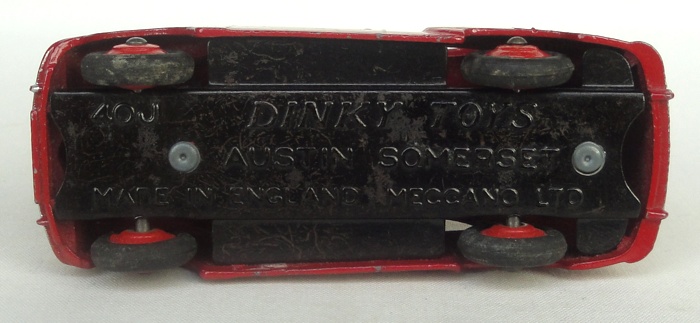 40J DINKY TOYS
AUSTIN SOMERSET
MADE IN ENGLAND MECCANO LTD